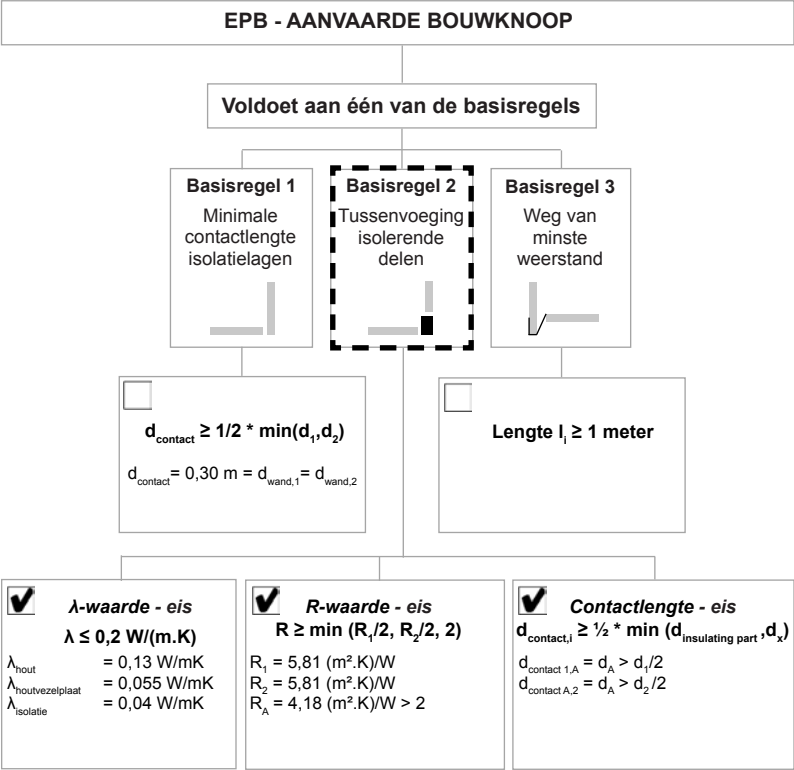 EPB - AANVAARDE BOUWKNOOP
Voldoet aan één van de basisregels
Basisregel 1
Minimale
contactlengte
isolatielagen
Basisregel 2
Tussenvoeging
isolerende
delen
Basisregel 3
Weg van
minste
weerstand
d_contact ≥ 1/2 * min(d_1,d_2)
d_contact = 0,30 m = d_wand,1 = d_wand,2
Lengte l_i ≥ 1 meter
λ-waarde - eis
λ ≤ 0,2 W/(m.K)
λ_hout = 0,13 W/mK
λ_houtvezelplaat = 0,055 W/mK
λ_isolatie = 0,04 W/mK
R-waarde - eis
R ≥ min (R_1/2, R_2/2, 2)
R_1 = 5,81 (m².K)/W
R_2 = 5,81 (m².K)/W
R_A = 4,18 (m².K)/W > 2
Contactlengte - eis
d_contact,i ≥ ½ * min (d_insulating part ,d_x)
d_contact 1,A = d_A > d_1/2
d_contact A,2 = d_A > d_2 /2